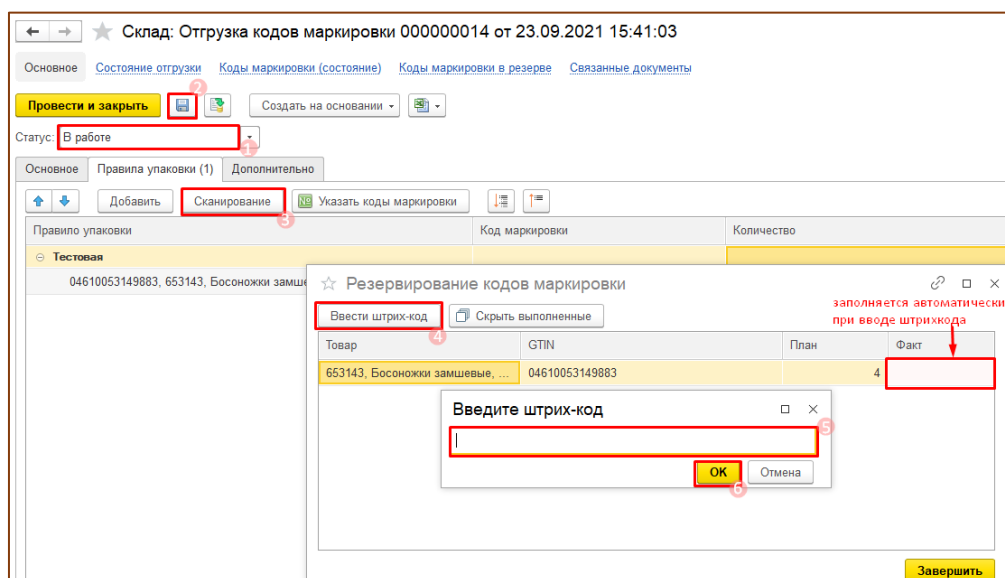 Склад: Отгрузка кодов маркировки 000000014 от 23.09.2021 15:41:03
Основное Состояние отгрузки Коды маркировки (состояние) Коды маркировки в резерве Связанные документы
2
Провести и закрыть Создать на основании
Статус: В работе
1
Основное Правила упаковки (1) Дополнительно
Добавить Сканирование Указать коды маркировки
3
Правило упаковки Код маркировки Количество
Тестовая
04610053149883, 653143, Босоножки замше
Резервирование кодов маркировки
заполняется автоматически
при вводе штрихкода
Ввести штрих-код Скрыть выполненные
4
Товар GTIN План Факт
653143, Босоножки замшевые, ... 04610053149883 4
Введите штрих-код
5
OK Отмена
6
Завершить